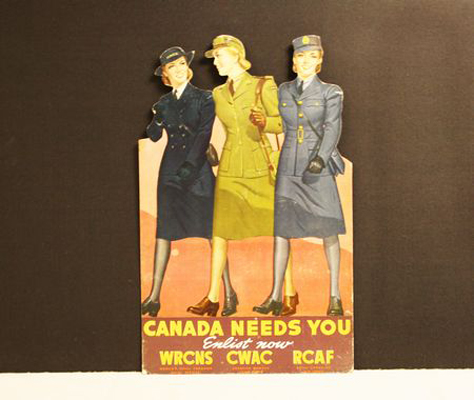 CANADA NEEDS YOU
Enlist now
WRCNS CWAC RCAF